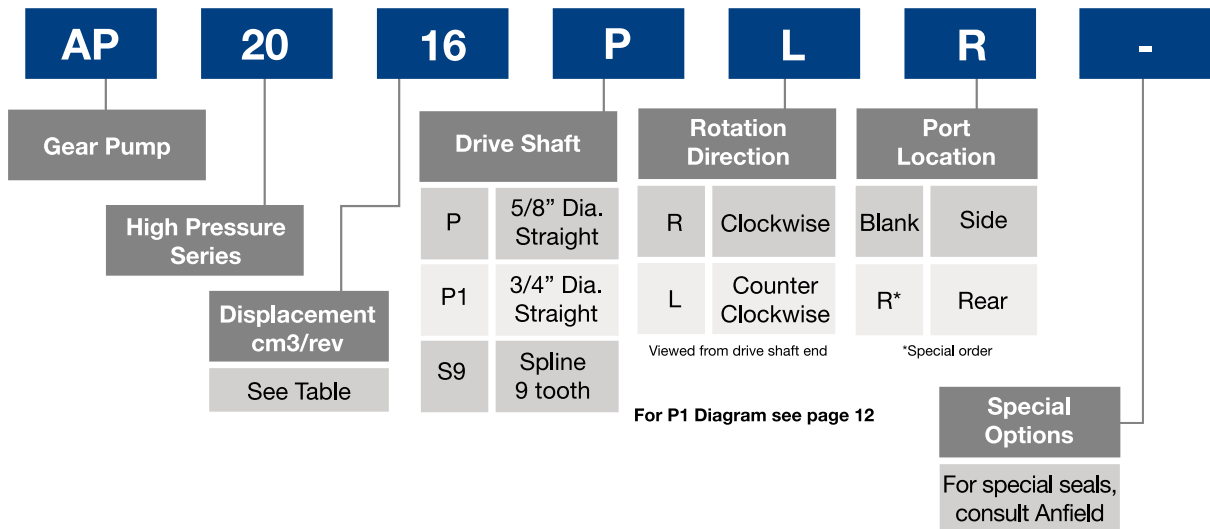 AP 20 16 P L R -
Gear Pump
High Pressure
Series
Displacement
cm3/rev
See Table
Drive Shaft
P 5/8” Dia.
Straight
P1 3/4” Dia.
Straight
S9 Spline
9 tooth
Rotation
Direction
R Clockwise
L Counter
Clockwise
Viewed from drive shaft end
Port
Location
Blank Side
R* Rear
*Special order
For P1 Diagram see page 12
Special
Options
For special seals,
consult Anfield